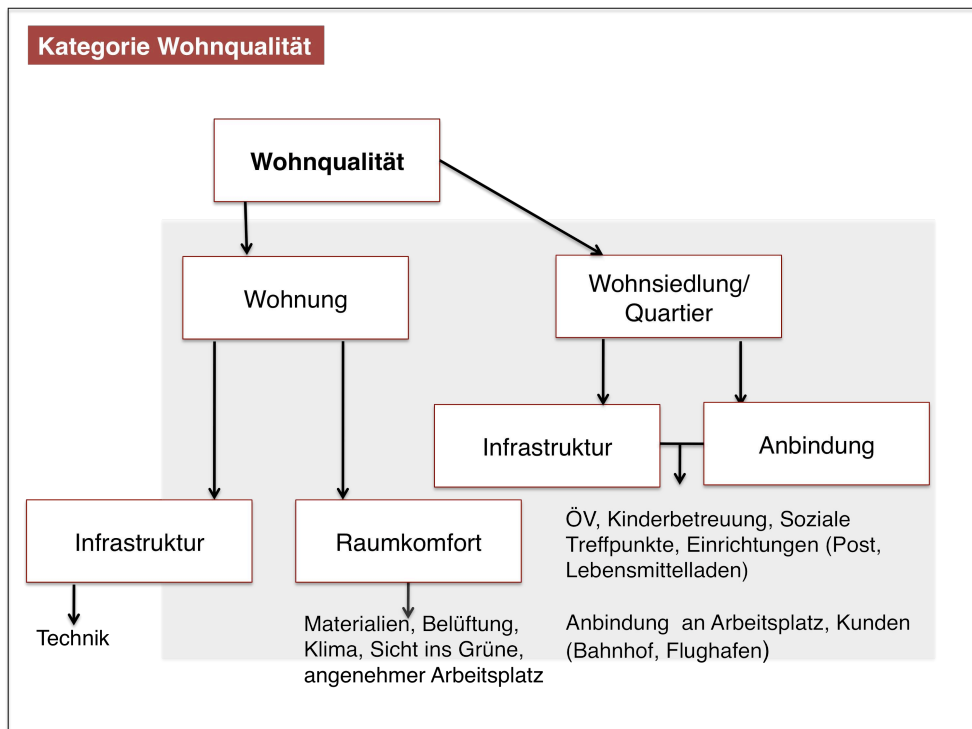 Kategorie Wohnqualität
Wohnqualität
Wohnung
Wohnsiedlung/
Quartier
Infrastruktur
Anbindung
Infrastruktur
Raumkomfort
ÖV, Kinderbetreuung, Soziale
Treffpunkte, Einrichtungen (Post,
Lebensmittelladen)
Technik
Materialien, Belüftung,
Klima, Sicht ins Grüne,
angenehmer Arbeitsplatz
Anbindung an Arbeitsplatz, Kunden
(Bahnhof, Flughafen)